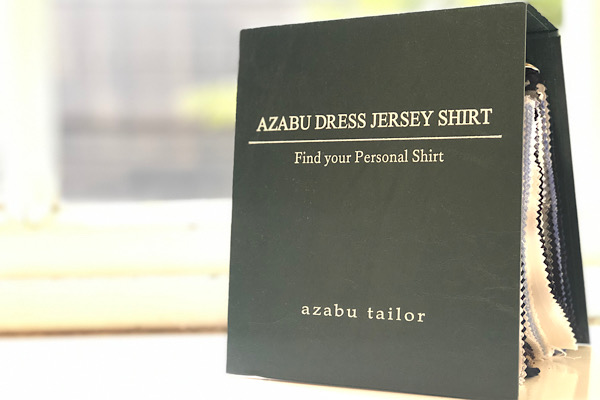 AZABU DRESS JERSEY SHIRT
Find your Personal Shirt
azabu tailor